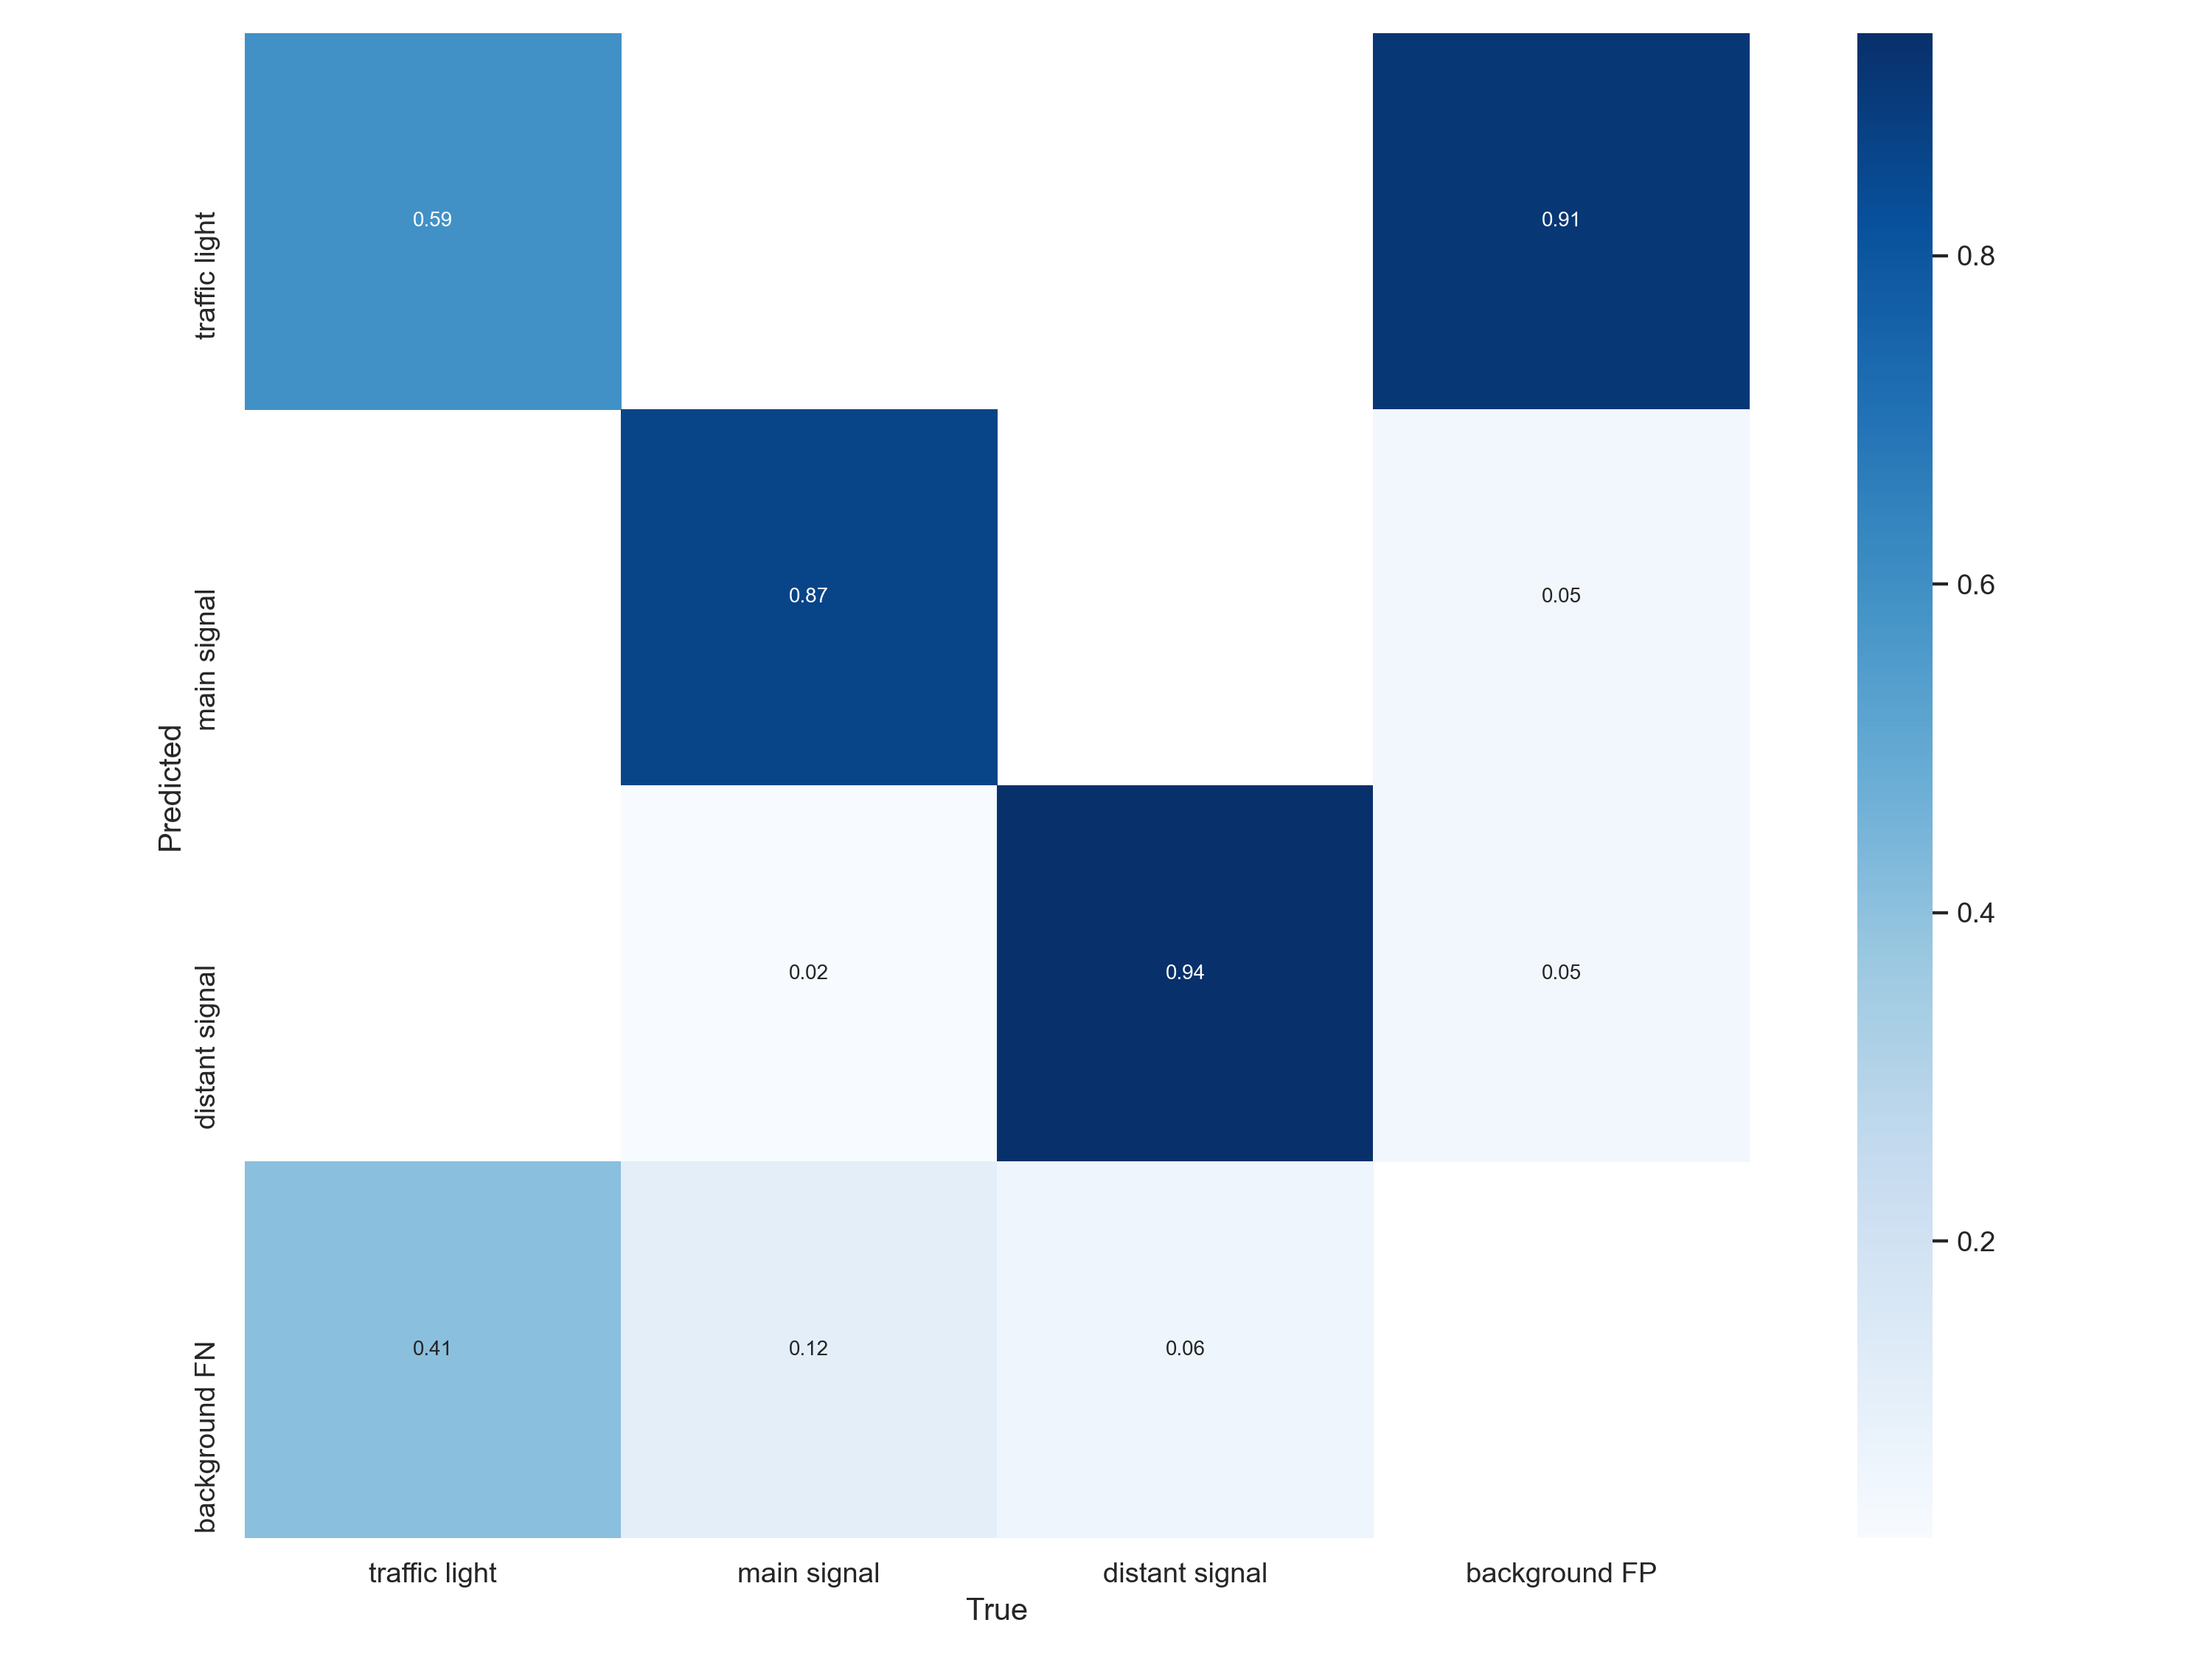 traffic light
0.59
0.91
main signal
0.87
0.05
Predicted
distant signal
0.02
0.94
0.05
background FN
0.41
0.12
0.06
traffic light
main signal
distant signal
background FP
True
0.8
0.6
0.4
0.2